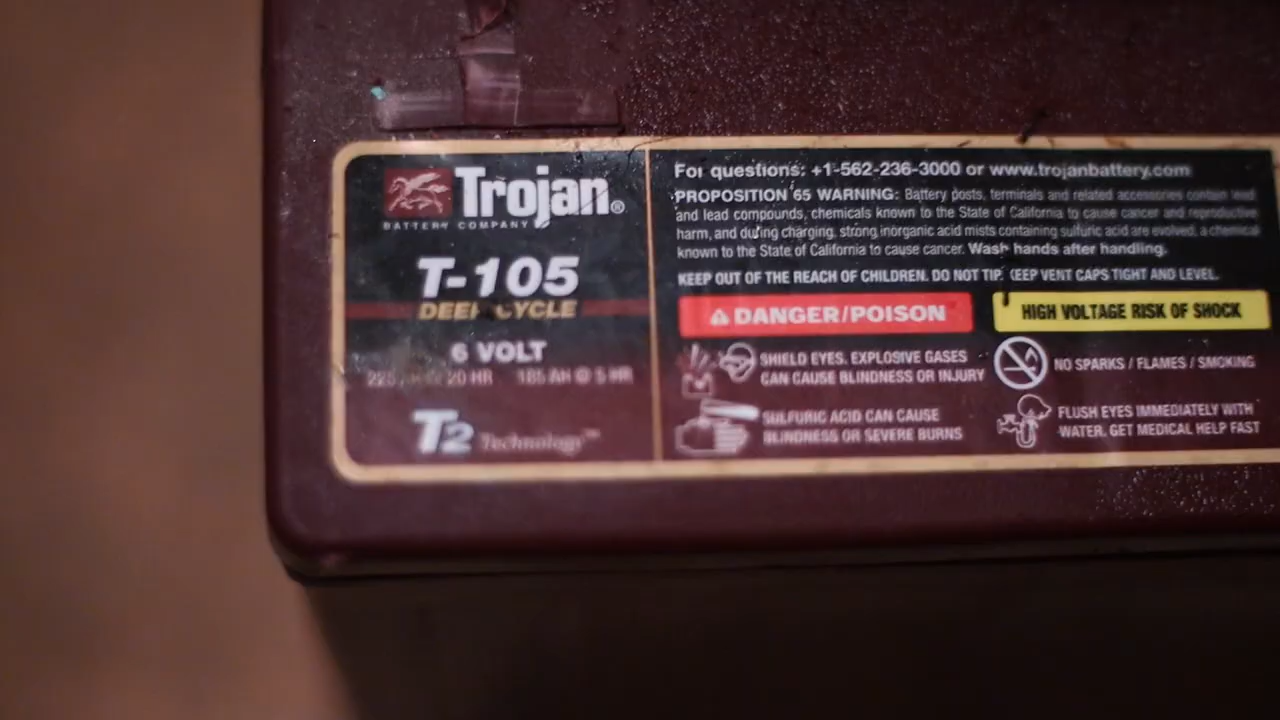 Trojan®
BATTERY COMPANY
T-105
DEEP CYCLE
6 VOLT
20 HR 185 AH @ 5 HR
T2 Technology™
For questions: +1-562-236-3000 or www.trojanbattery.com
PROPOSITION 65 WARNING: Battery posts, terminals and related accessories contain lead
and lead compounds, chemicals known to the State of California to cause cancer and reproductive
harm, and during charging, strong inorganic acid mists containing sulfuric acid are evolved, a chemical
known to the State of California to cause cancer. Wash hands after handling.
KEEP OUT OF THE REACH OF CHILDREN. DO NOT TIP. KEEP VENT CAPS TIGHT AND LEVEL.
DANGER/POISON
HIGH VOLTAGE RISK OF SHOCK
SHIELD EYES. EXPLOSIVE GASES
CAN CAUSE BLINDNESS OR INJURY
NO SPARKS / FLAMES / SMOKING
SULFURIC ACID CAN CAUSE
BLINDNESS OR SEVERE BURNS
FLUSH EYES IMMEDIATELY WITH
WATER. GET MEDICAL HELP FAST